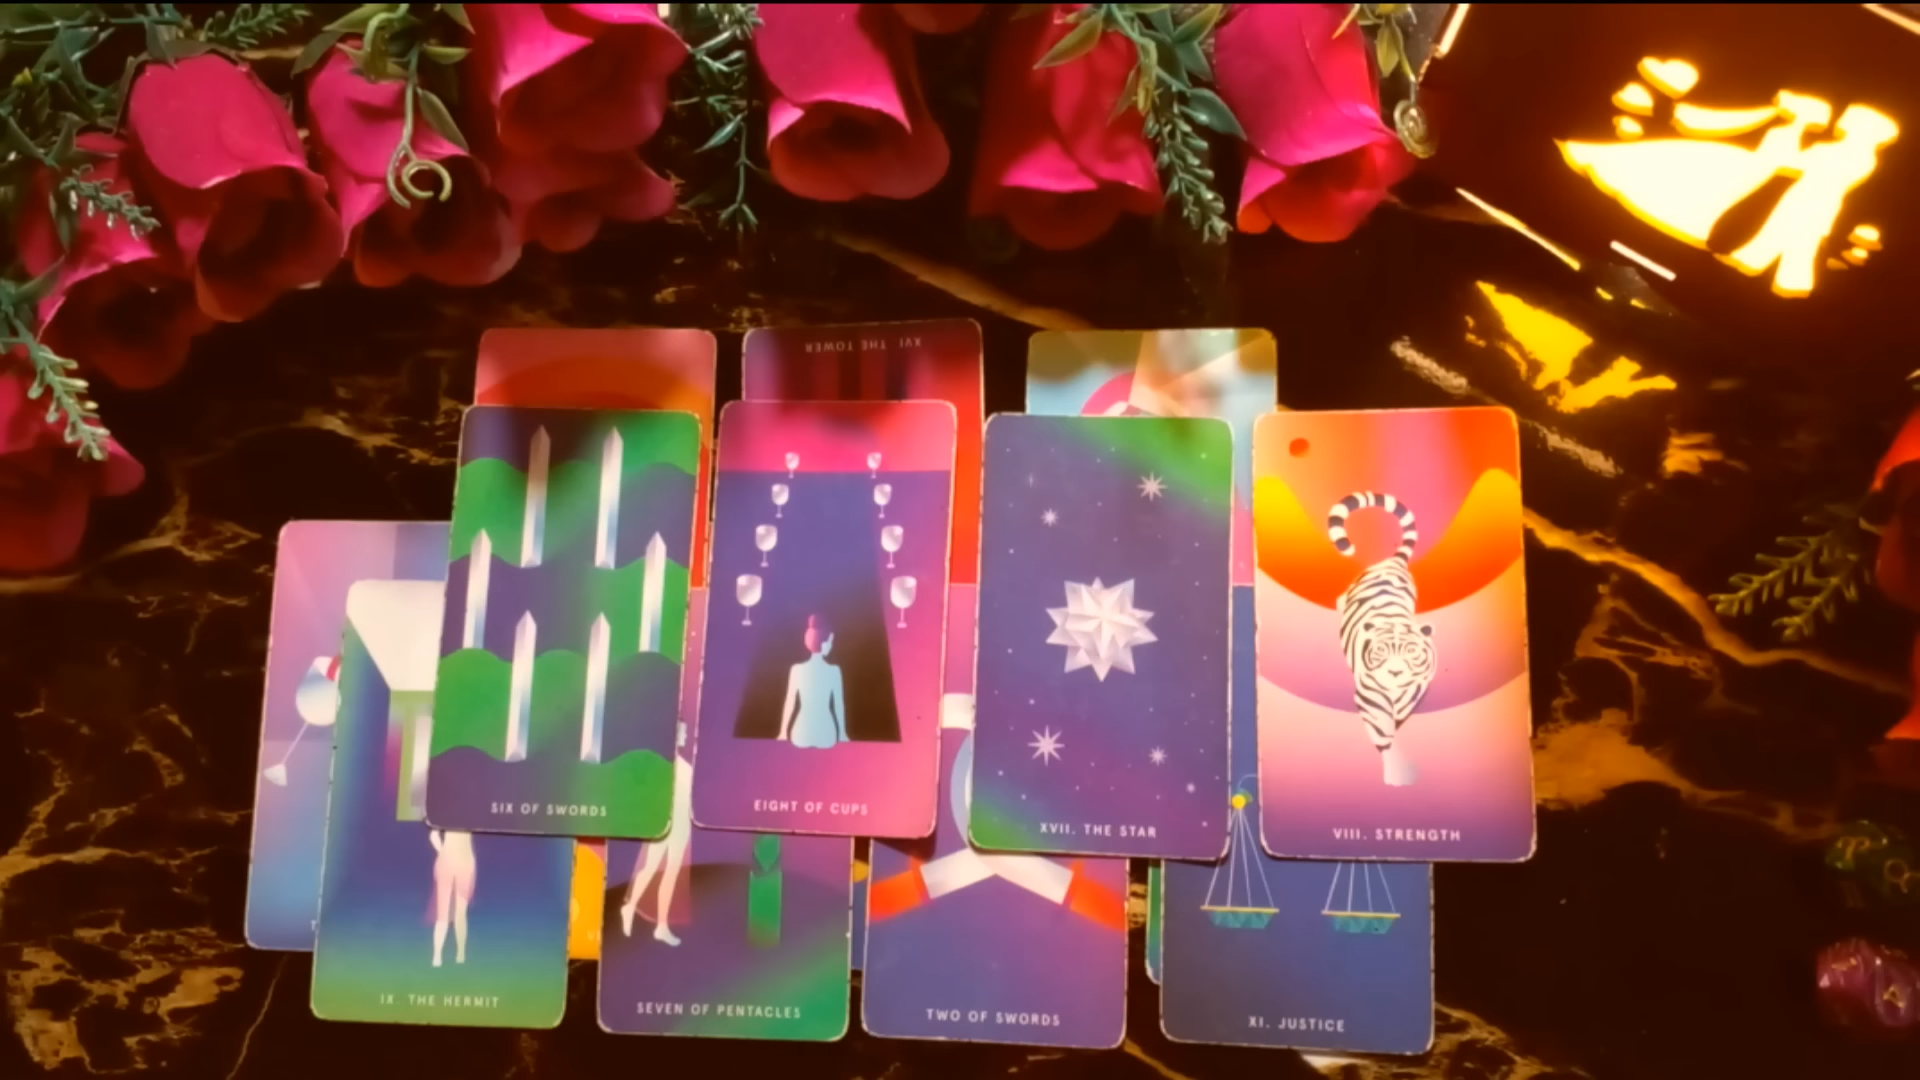 XVI THE TOWER
SIX OF SWORDS
EIGHT OF CUPS
XVII. THE STAR
VIII. STRENGTH
IX. THE HERMIT
SEVEN OF PENTACLES
TWO OF SWORDS
XI. JUSTICE